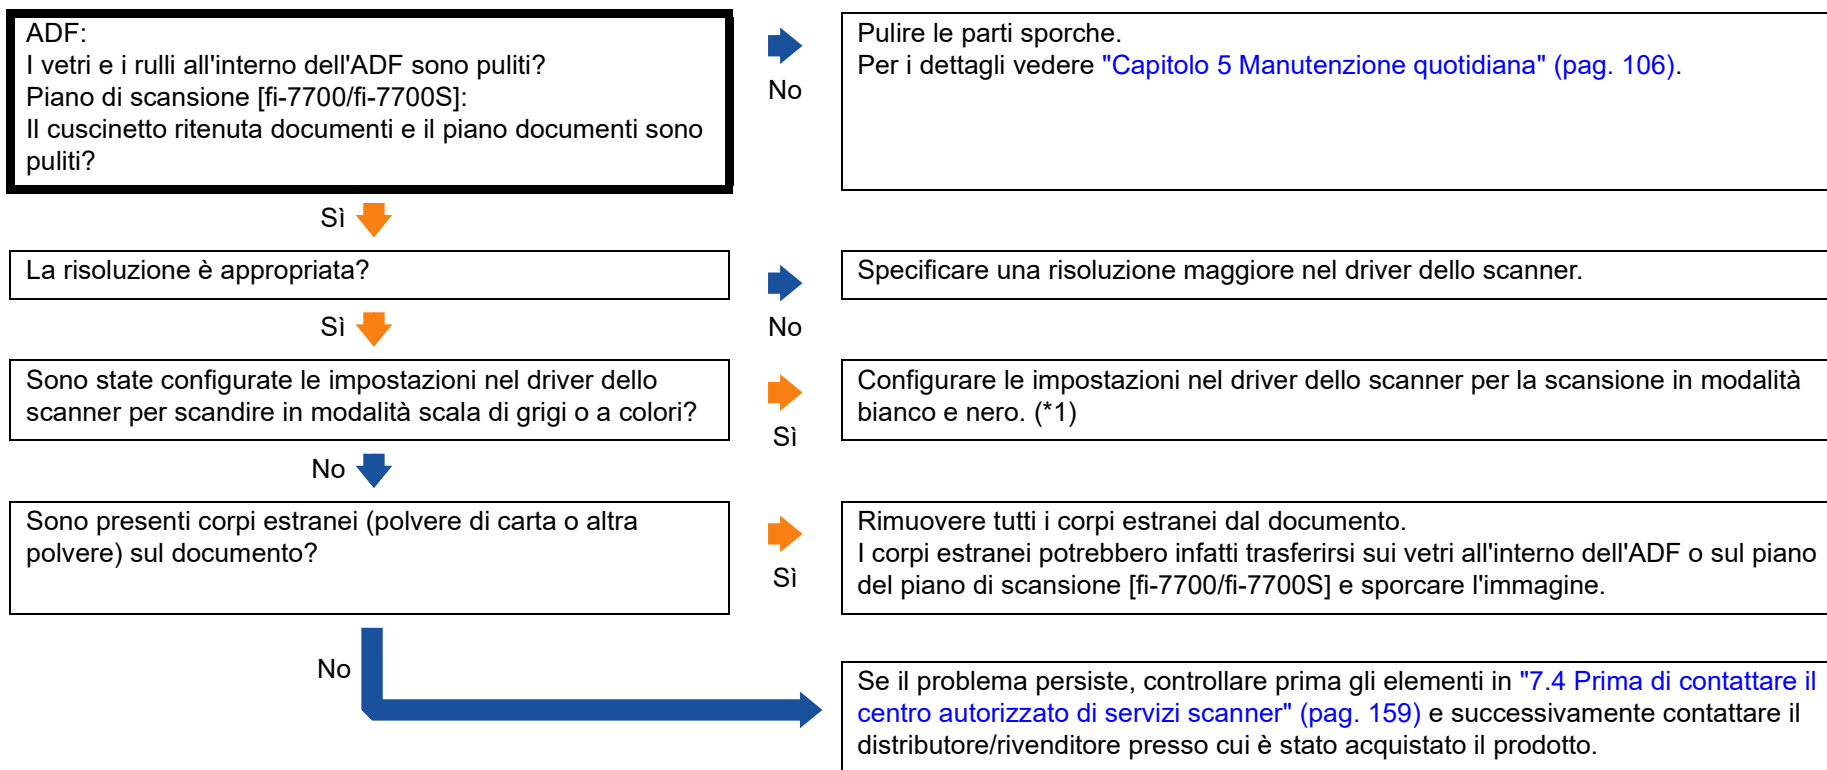 ADF:
I vetri e i rulli all'interno dell'ADF sono puliti?
Piano di scansione [fi-7700/fi-7700S]:
Il cuscinetto ritenuta documenti e il piano documenti sono
puliti?
No
Pulire le parti sporche.
Per i dettagli vedere "Capitolo 5 Manutenzione quotidiana" (pag. 106).
Sì
La risoluzione è appropriata?
No
Specificare una risoluzione maggiore nel driver dello scanner.
Sì
Sono state configurate le impostazioni nel driver dello
scanner per scandire in modalità scala di grigi o a colori?
Sì
Configurare le impostazioni nel driver dello scanner per la scansione in modalità
bianco e nero. (*1)
No
Sono presenti corpi estranei (polvere di carta o altra
polvere) sul documento?
Sì
Rimuovere tutti i corpi estranei dal documento.
I corpi estranei potrebbero infatti trasferirsi sui vetri all'interno dell'ADF o sul piano
del piano di scansione [fi-7700/fi-7700S] e sporcare l'immagine.
No
Se il problema persiste, controllare prima gli elementi in "7.4 Prima di contattare il
centro autorizzato di servizi scanner" (pag. 159) e successivamente contattare il
distributore/rivenditore presso cui è stato acquistato il prodotto.